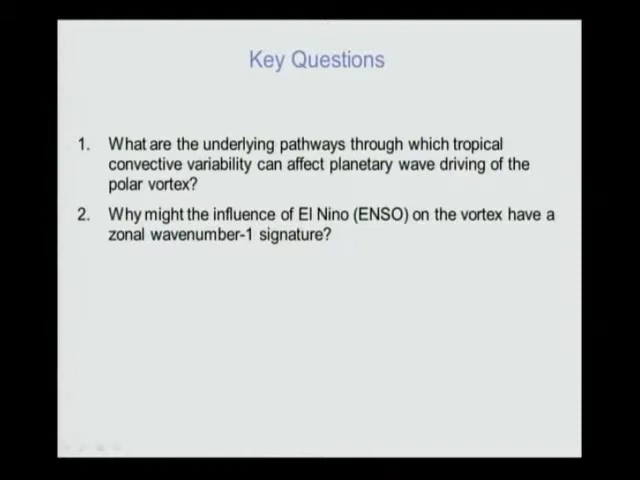 Key Questions
1. What are the underlying pathways through which tropical
convective variability can affect planetary wave driving of the
polar vortex?
2. Why might the influence of El Nino (ENSO) on the vortex have a
zonal wavenumber-1 signature?